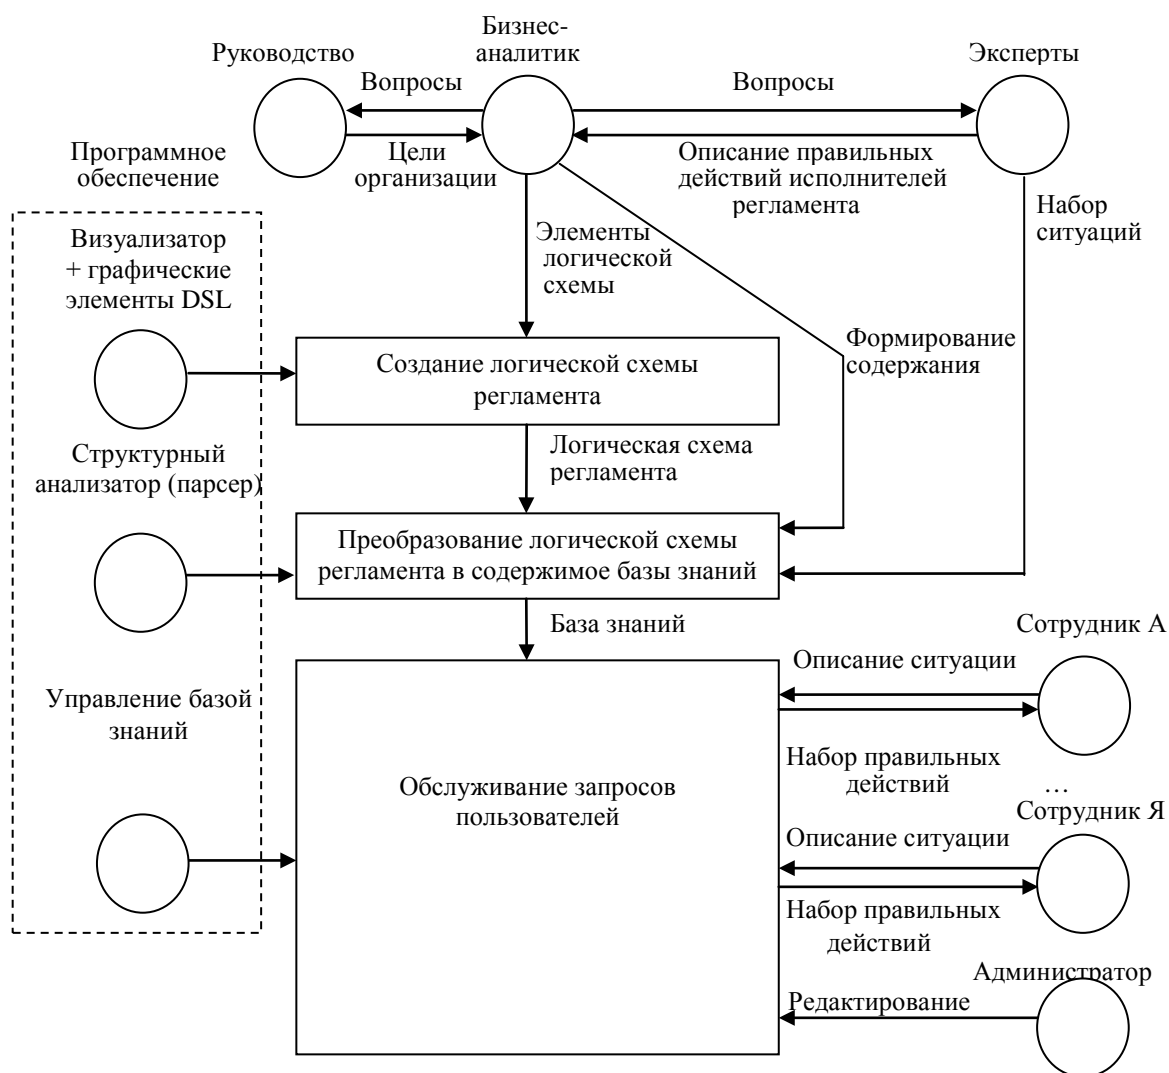 Бизнес-
аналитик
Руководство
Эксперты
Вопросы
Вопросы
Цели
организации
Описание правильных
действий исполнителей
регламента
Программное
обеспечение
Набор
ситуаций
Визуализатор
+ графические
элементы DSL
Элементы
логической
схемы
Формирование
содержания
Создание логической схемы
регламента
Структурный
анализатор (парсер)
Логическая схема
регламента
Преобразование логической схемы
регламента в содержимое базы знаний
База знаний
Сотрудник А
Описание ситуации
Управление базой
знаний
Набор правильных
действий
Обслуживание запросов
пользователей
…
Сотрудник Я
Описание ситуации
Набор правильных
действий
Администратор
Редактирование